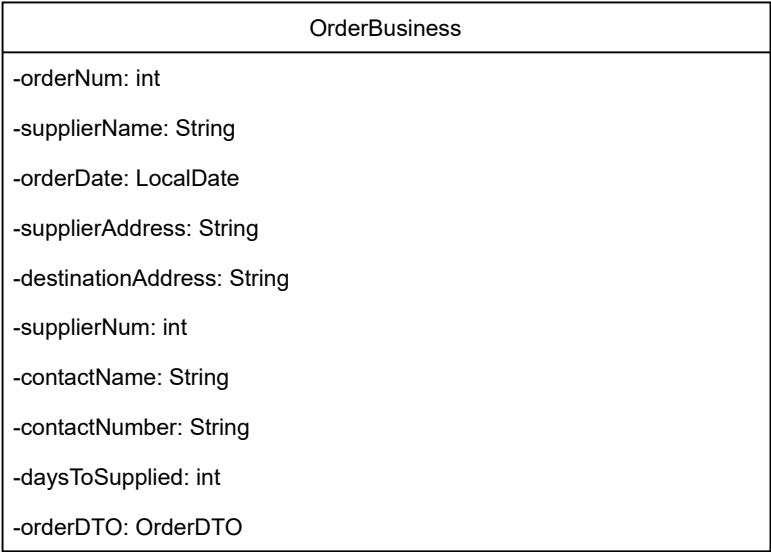 OrderBusiness
-orderNum: int
-supplierName: String
-orderDate: LocalDate
-supplierAddress: String
-destinationAddress: String
-supplierNum: int
-contactName: String
-contactNumber: String
-daysToSupplied: int
-orderDTO: OrderDTO